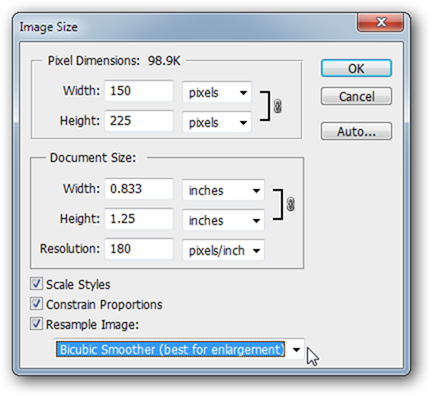 Image Size
Pixel Dimensions: 98.9K
Width: 150 pixels
Height: 225 pixels
OK
Cancel
Auto...
Document Size:
Width: 0.833 inches
Height: 1.25 inches
Resolution: 180 pixels/inch
Scale Styles
Constrain Proportions
Resample Image:
Bicubic Smoother (best for enlargement)